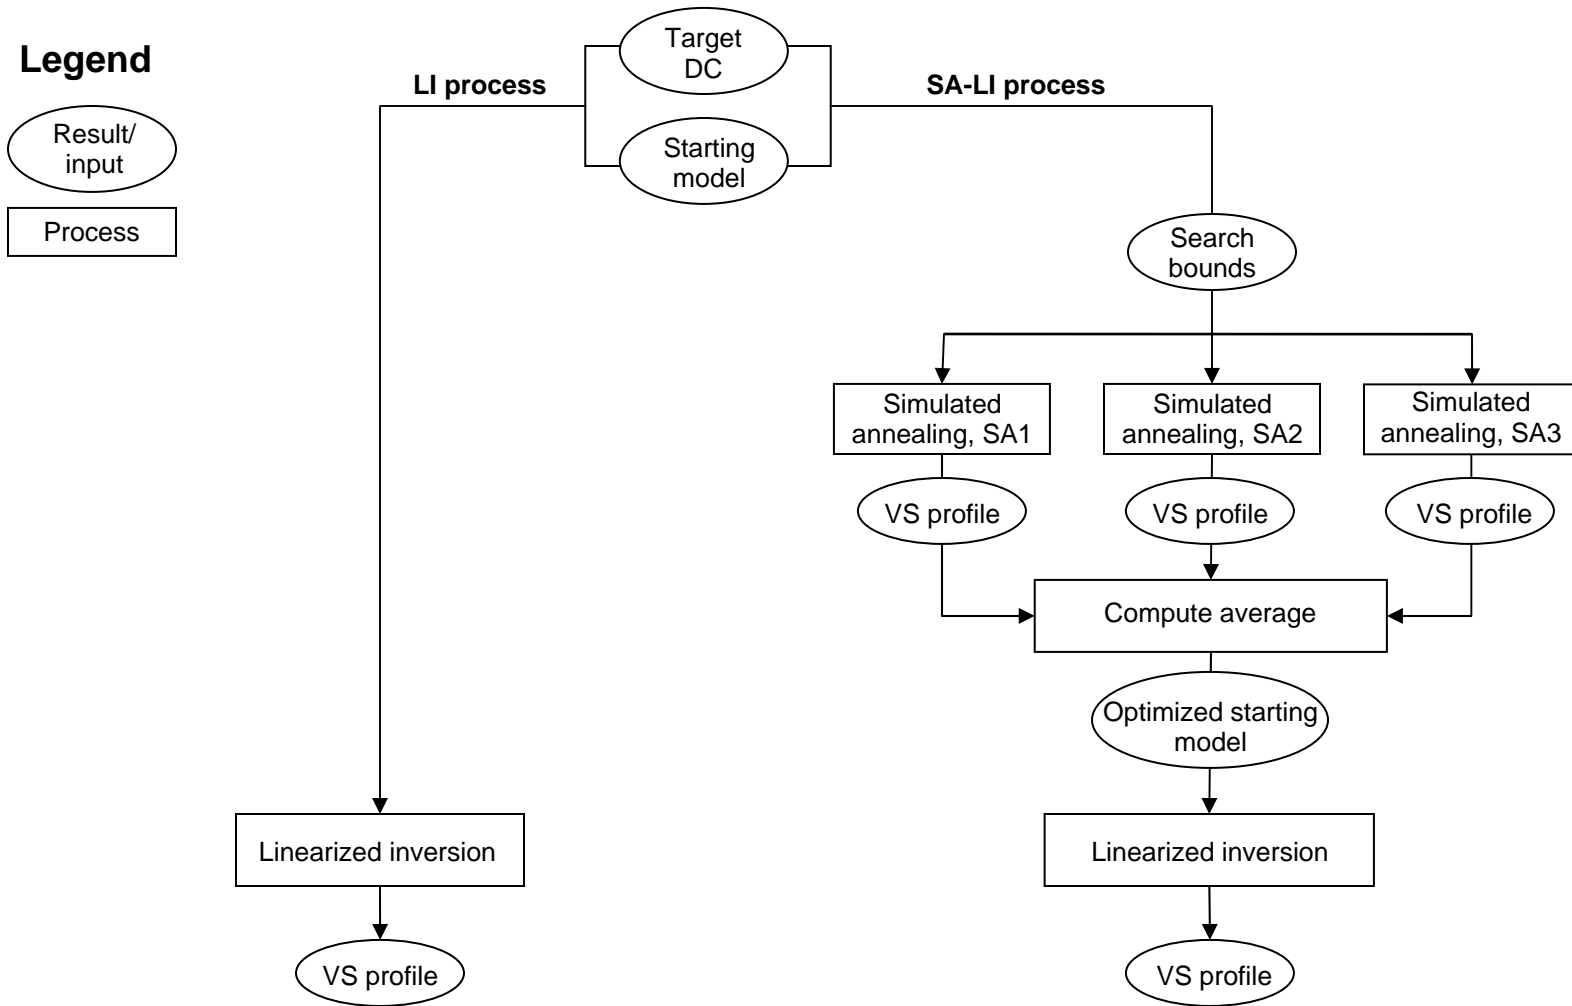 Legend
Result/
input
Process
Target
DC
LI process
SA-LI process
Starting
model
Search
bounds
Simulated
annealing, SA1
Simulated
annealing, SA2
Simulated
annealing, SA3
VS profile
VS profile
VS profile
Compute average
Optimized starting
model
Linearized inversion
Linearized inversion
VS profile
VS profile